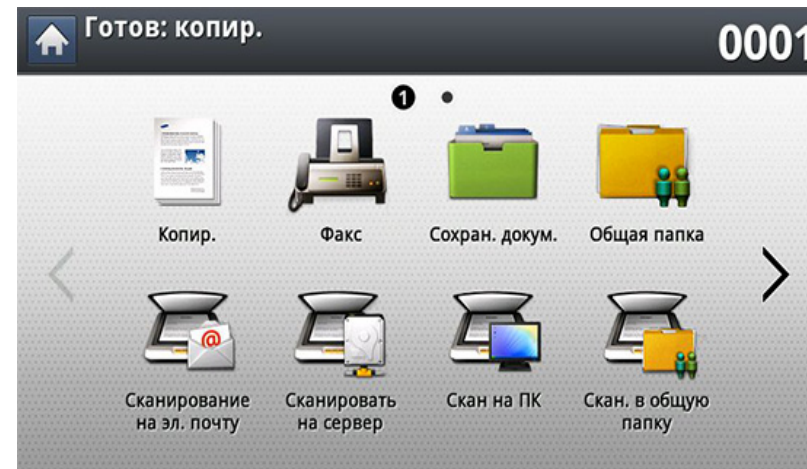 Готов: копир.
0001
1
Копир.
Факс
Сохран. докум.
Общая папка
@
Сканирование
на эл. почту
Сканировать
на сервер
Скан на ПК
Скан. в общую
папку